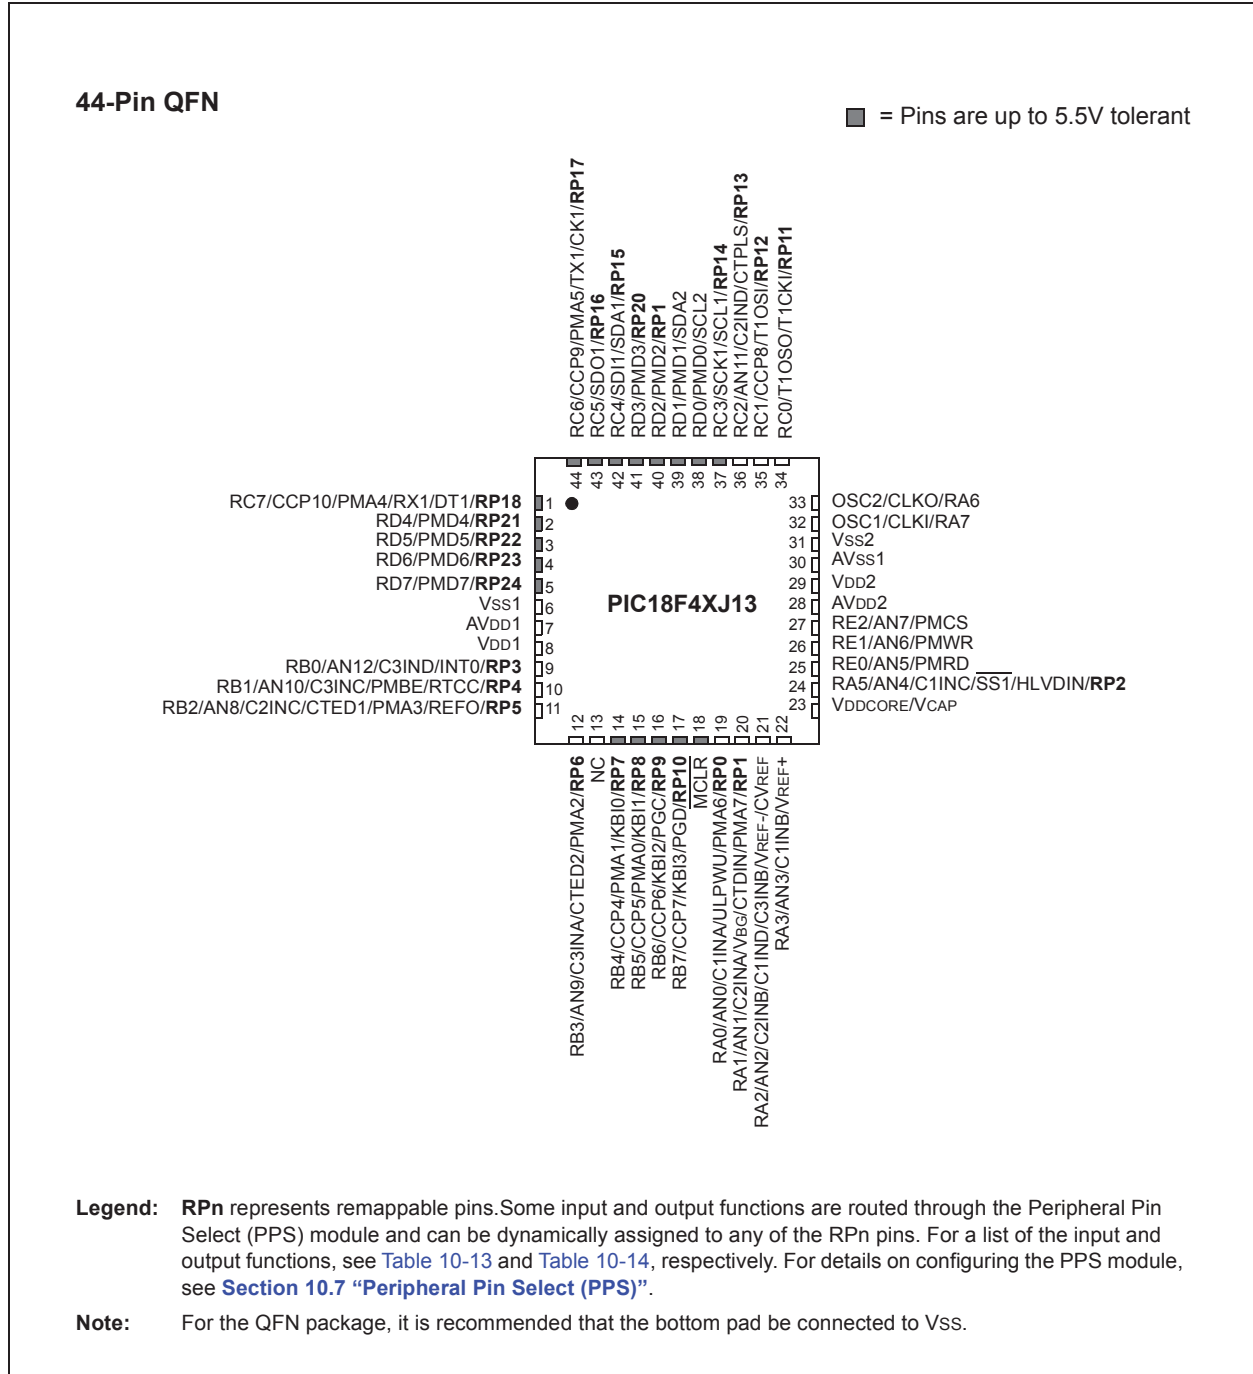 44-Pin QFN
= Pins are up to 5.5V tolerant
RC6/CCP9/PMA5/TX1/CK1/RP17
RC5/SDO1/RP16
RC4/SDI1/SDA1/RP15
RD3/PMD3/RP20
RD2/PMD2/RP1
RD1/PMD1/SDA2
RD0/PMD0/SCL2
RC3/SCK1/SCL1/RP14
RC2/AN11/C2IND/CTPLS/RP13
RC1/CCP8/T1OSI/RP12
RC0/T1OSO/T1CKI/RP11
44
43
42
41
40
39
38
37
36
35
34
RC7/CCP10/PMA4/RX1/DT1/RP18 1
RD4/PMD4/RP21 2
RD5/PMD5/RP22 3
RD6/PMD6/RP23 4
RD7/PMD7/RP24 5
VSS1 6
AVDD1 7
VDD1 8
RB0/AN12/C3IND/INT0/RP3 9
RB1/AN10/C3INC/PMBE/RTCC/RP4 10
RB2/AN8/C2INC/CTED1/PMA3/REFO/RP5 11
PIC18F4XJ13
33 OSC2/CLKO/RA6
32 OSC1/CLKI/RA7
31 VSS2
30 AVSS1
29 VDD2
28 AVDD2
27 RE2/AN7/PMCS
26 RE1/AN6/PMWR
25 RE0/AN5/PMRD
24 RA5/AN4/C1INC/SS1/HLVDIN/RP2
23 VDDCORE/VCAP
12
13
14
15
16
17
18
19
20
21
22
RB3/AN9/C3INA/CTED2/PMA2/RP6
NC
RB4/CCP4/PMA1/KBI0/RP7
RB5/CCP5/PMA0/KBI1/RP8
RB6/CCP6/KBI2/PGC/RP9
RB7/CCP7/KBI3/PGD/RP10
MCLR
RA0/AN0/C1INA/ULPWU/PMA6/RP0
RA1/AN1/C2INA/VBG/CTDIN/PMA7/RP1
RA2/AN2/C2INB/C1IND/C3INB/VREF-/CVREF
RA3/AN3/C1INB/VREF+
Legend: RPn represents remappable pins.Some input and output functions are routed through the Peripheral Pin
Select (PPS) module and can be dynamically assigned to any of the RPn pins. For a list of the input and
output functions, see Table 10-13 and Table 10-14, respectively. For details on configuring the PPS module,
see Section 10.7 “Peripheral Pin Select (PPS)”.
Note: For the QFN package, it is recommended that the bottom pad be connected to VSS.